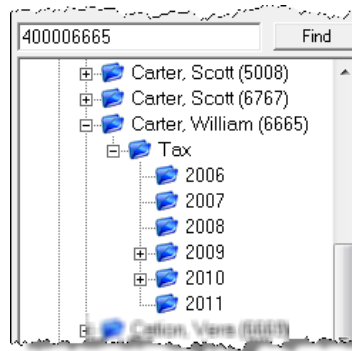 400006665 Find
Carter, Scott (5008)
Carter, Scott (6767)
Carter, William (6665)
Tax
2006
2007
2008
2009
2010
2011